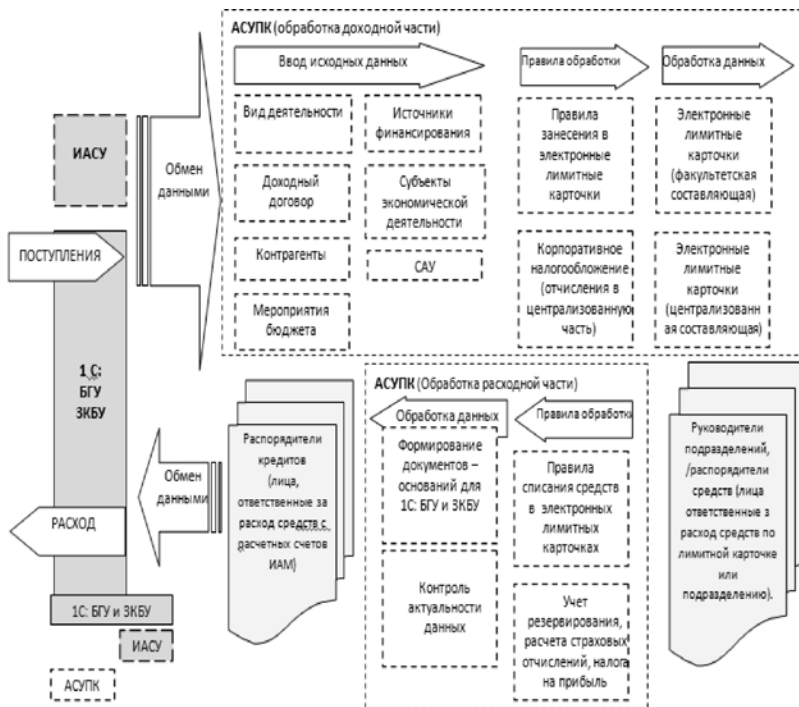 АСУПК (обработка доходной части)
Ввод исходных данных
Правила обработки
Обработка данных
ИАСУ
Обмен
данными
Вид деятельности
Доходный
договор
Контрагенты
Мероприятия
бюджета
Источники
финансирования
Субъекты
экономической
деятельности
САУ
Правила
занесения в
электронные
лимитные
карточки
Корпоративное
налогообложение
(отчисления в
централизованную
часть)
Электронные
лимитные
карточки
(факультетская
составляющая)
Электронные
лимитные
карточки
(централизованн
ая составляющая)
ПОСТУПЛЕНИЯ
1 С:
БГУ
ЗКБУ
РАСХОД
Обмен
данными
Распорядители
кредитов
(лица,
ответственные за
расход средств с
расчетных счетов
ИАМ)
АСУПК (Обработка расходной части)
Обработка данных
Правила обработки
Формирование
документов –
оснований для
1С: БГУ и ЗКБУ
Контроль
актуальности
данных
Правила
списания средств
в электронных
лимитных
карточках
Учет
резервирования,
расчета страховых
отчислений, налога
на прибыль
Руководители
подразделений,
/распорядители
средств (лица
ответственные з
расход средств по
лимитной карточке
или
подразделению).
1С: БГУ и ЗКБУ
ИАСУ
АСУПК